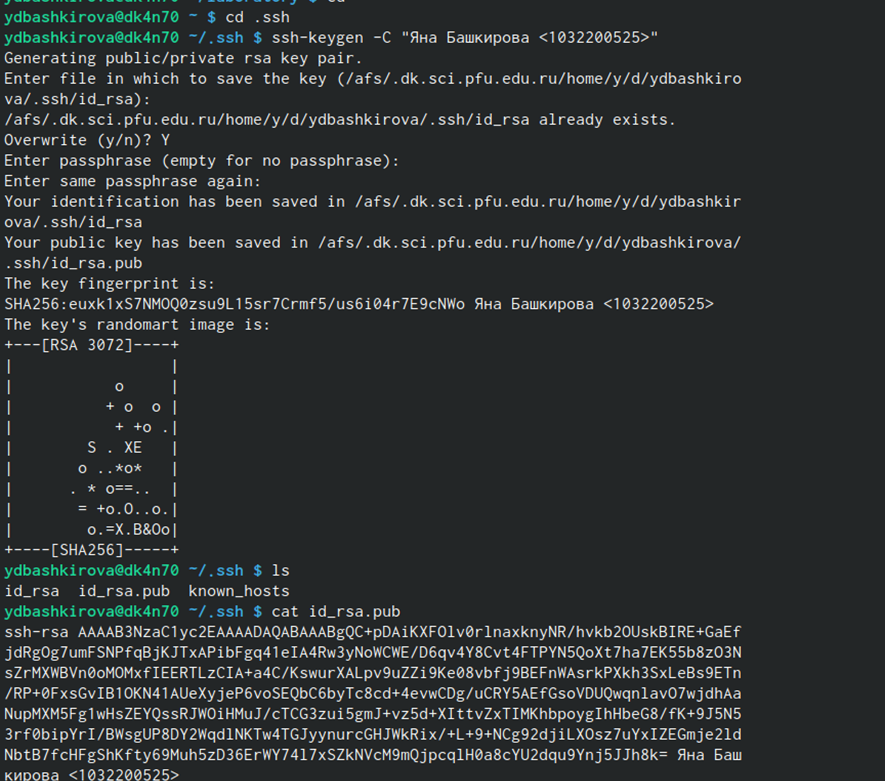 ydbashkirova@dk4n70 ~ $ cd .ssh
ydbashkirova@dk4n70 ~/.ssh $ ssh-keygen -C "Яна Башкирова <1032200525>"
Generating public/private rsa key pair.
Enter file in which to save the key (/afs/.dk.sci.pfu.edu.ru/home/y/d/ydbashkiro
va/.ssh/id_rsa):
/afs/.dk.sci.pfu.edu.ru/home/y/d/ydbashkirova/.ssh/id_rsa already exists.
Overwrite (y/n)? Y
Enter passphrase (empty for no passphrase):
Enter same passphrase again:
Your identification has been saved in /afs/.dk.sci.pfu.edu.ru/home/y/d/ydbashkir
ova/.ssh/id_rsa
Your public key has been saved in /afs/.dk.sci.pfu.edu.ru/home/y/d/ydbashkirova/
.ssh/id_rsa.pub
The key fingerprint is:
SHA256:euxk1xS7NMOQ0zsu9L15sr7Crmf5/us6i04r7E9cNWo Яна Башкирова <1032200525>
The key's randomart image is:
+---[RSA 3072]----+
|                 |
|           o     |
|          + o  o |
|           + +o .|
|        S . XE   |
|       o ..*o*   |
|      . * o==..  |
|       = +o.O..o.|
|        o.=X.B&Oo|
+----[SHA256]-----+
ydbashkirova@dk4n70 ~/.ssh $ ls
id_rsa  id_rsa.pub  known_hosts
ydbashkirova@dk4n70 ~/.ssh $ cat id_rsa.pub
ssh-rsa AAAAB3NzaC1yc2EAAAADAQABAAABgQC+pDAiKXFOlv0rlnaxknyNR/hvkb2OUskBIRE+GaEf
jdRgOg7umFSNPfqBjKJTxAPibFgq41eIA4Rw3yNoWCWE/D6qv4Y8Cvt4FTPYN5QoXt7ha7EK55b8zO3N
sZrMXWBVn0oMOMxfIEERTLzCIA+a4C/KswurXALpv9uZZi9Ke08vbfj9BEFnWAsrkPXkh3SxLeBs9ETn
/RP+0FxsGvIB1OKN41AUeXyjeP6voSEQbC6byTc8cd+4evwCDg/uCRY5AEfGsoVDUQwqnlavO7wjdhAa
NupMXM5Fg1wHsZEYQssRJWOiHMuJ/cTCG3zui5gmJ+vz5d+XIttvZxTIMKhbpoygIhHbeG8/fK+9J5N5
3rf0bipYrI/BWsgUP8DY2WqdlNKTw4TGJyynurcGHJWkRix/+L+9+NCg92djiLXOsz7uYxIZEGmje2ld
NbtB7fcHFgShKfty69Muh5zD36ErWY74l7xSZkNVcM9mQjpcqlH0a8cYU2dqu9Ynj5JJh8k= Яна Баш
кирова <1032200525>